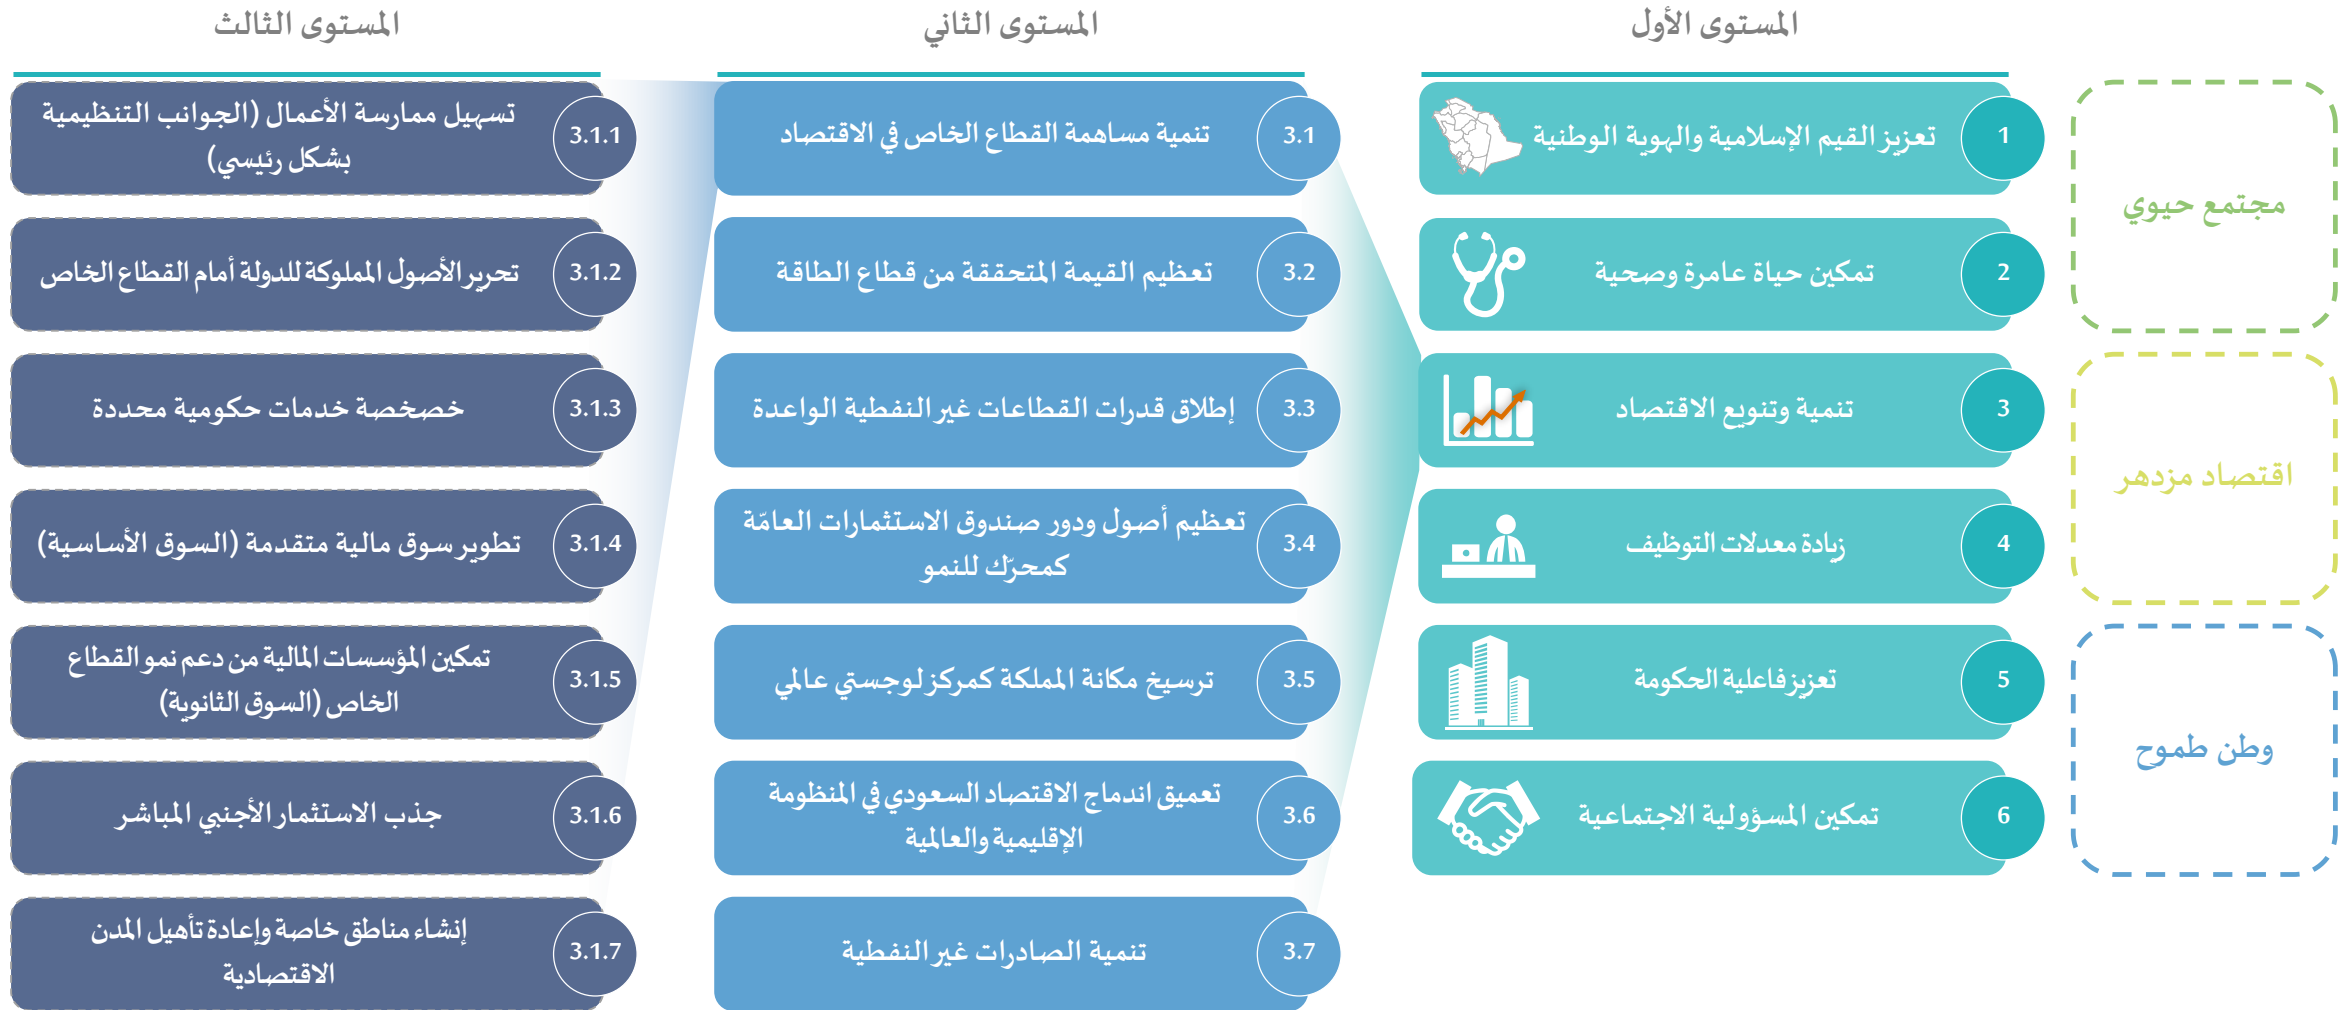 المستوى الأول
المستوى الثاني
المستوى الثالث
مجتمع حيوي
اقتصاد مزدهر
وطن طموح
1
تعزيز القيم الإسلامية والهوية الوطنية
2
تمكين حياة عامرة وصحية
3
تنمية وتنويع الاقتصاد
4
زيادة معدلات التوظيف
5
تعزيز فاعلية الحكومة
6
تمكين المسؤولية الاجتماعية
3.1
تنمية مساهمة القطاع الخاص في الاقتصاد
3.2
تعظيم القيمة المتحققة من قطاع الطاقة
3.3
إطلاق قدرات القطاعات غير النفطية الواعدة
3.4
تعظيم أصول ودور صندوق الاستثمارات العامّة
كمحرّك للنمو
3.5
ترسيخ مكانة المملكة كمركز لوجستي عالمي
3.6
تعميق اندماج الاقتصاد السعودي في المنظومة
الإقليمية والعالمية
3.7
تنمية الصادرات غير النفطية
3.1.1
تسهيل ممارسة الأعمال (الجوانب التنظيمية
بشكل رئيسي)
3.1.2
تحرير الأصول المملوكة للدولة أمام القطاع الخاص
3.1.3
خصخصة خدمات حكومية محددة
3.1.4
تطوير سوق مالية متقدمة (السوق الأساسية)
3.1.5
تمكين المؤسسات المالية من دعم نمو القطاع
الخاص (السوق الثانوية)
3.1.6
جذب الاستثمار الأجنبي المباشر
3.1.7
إنشاء مناطق خاصة وإعادة تأهيل المدن
الاقتصادية